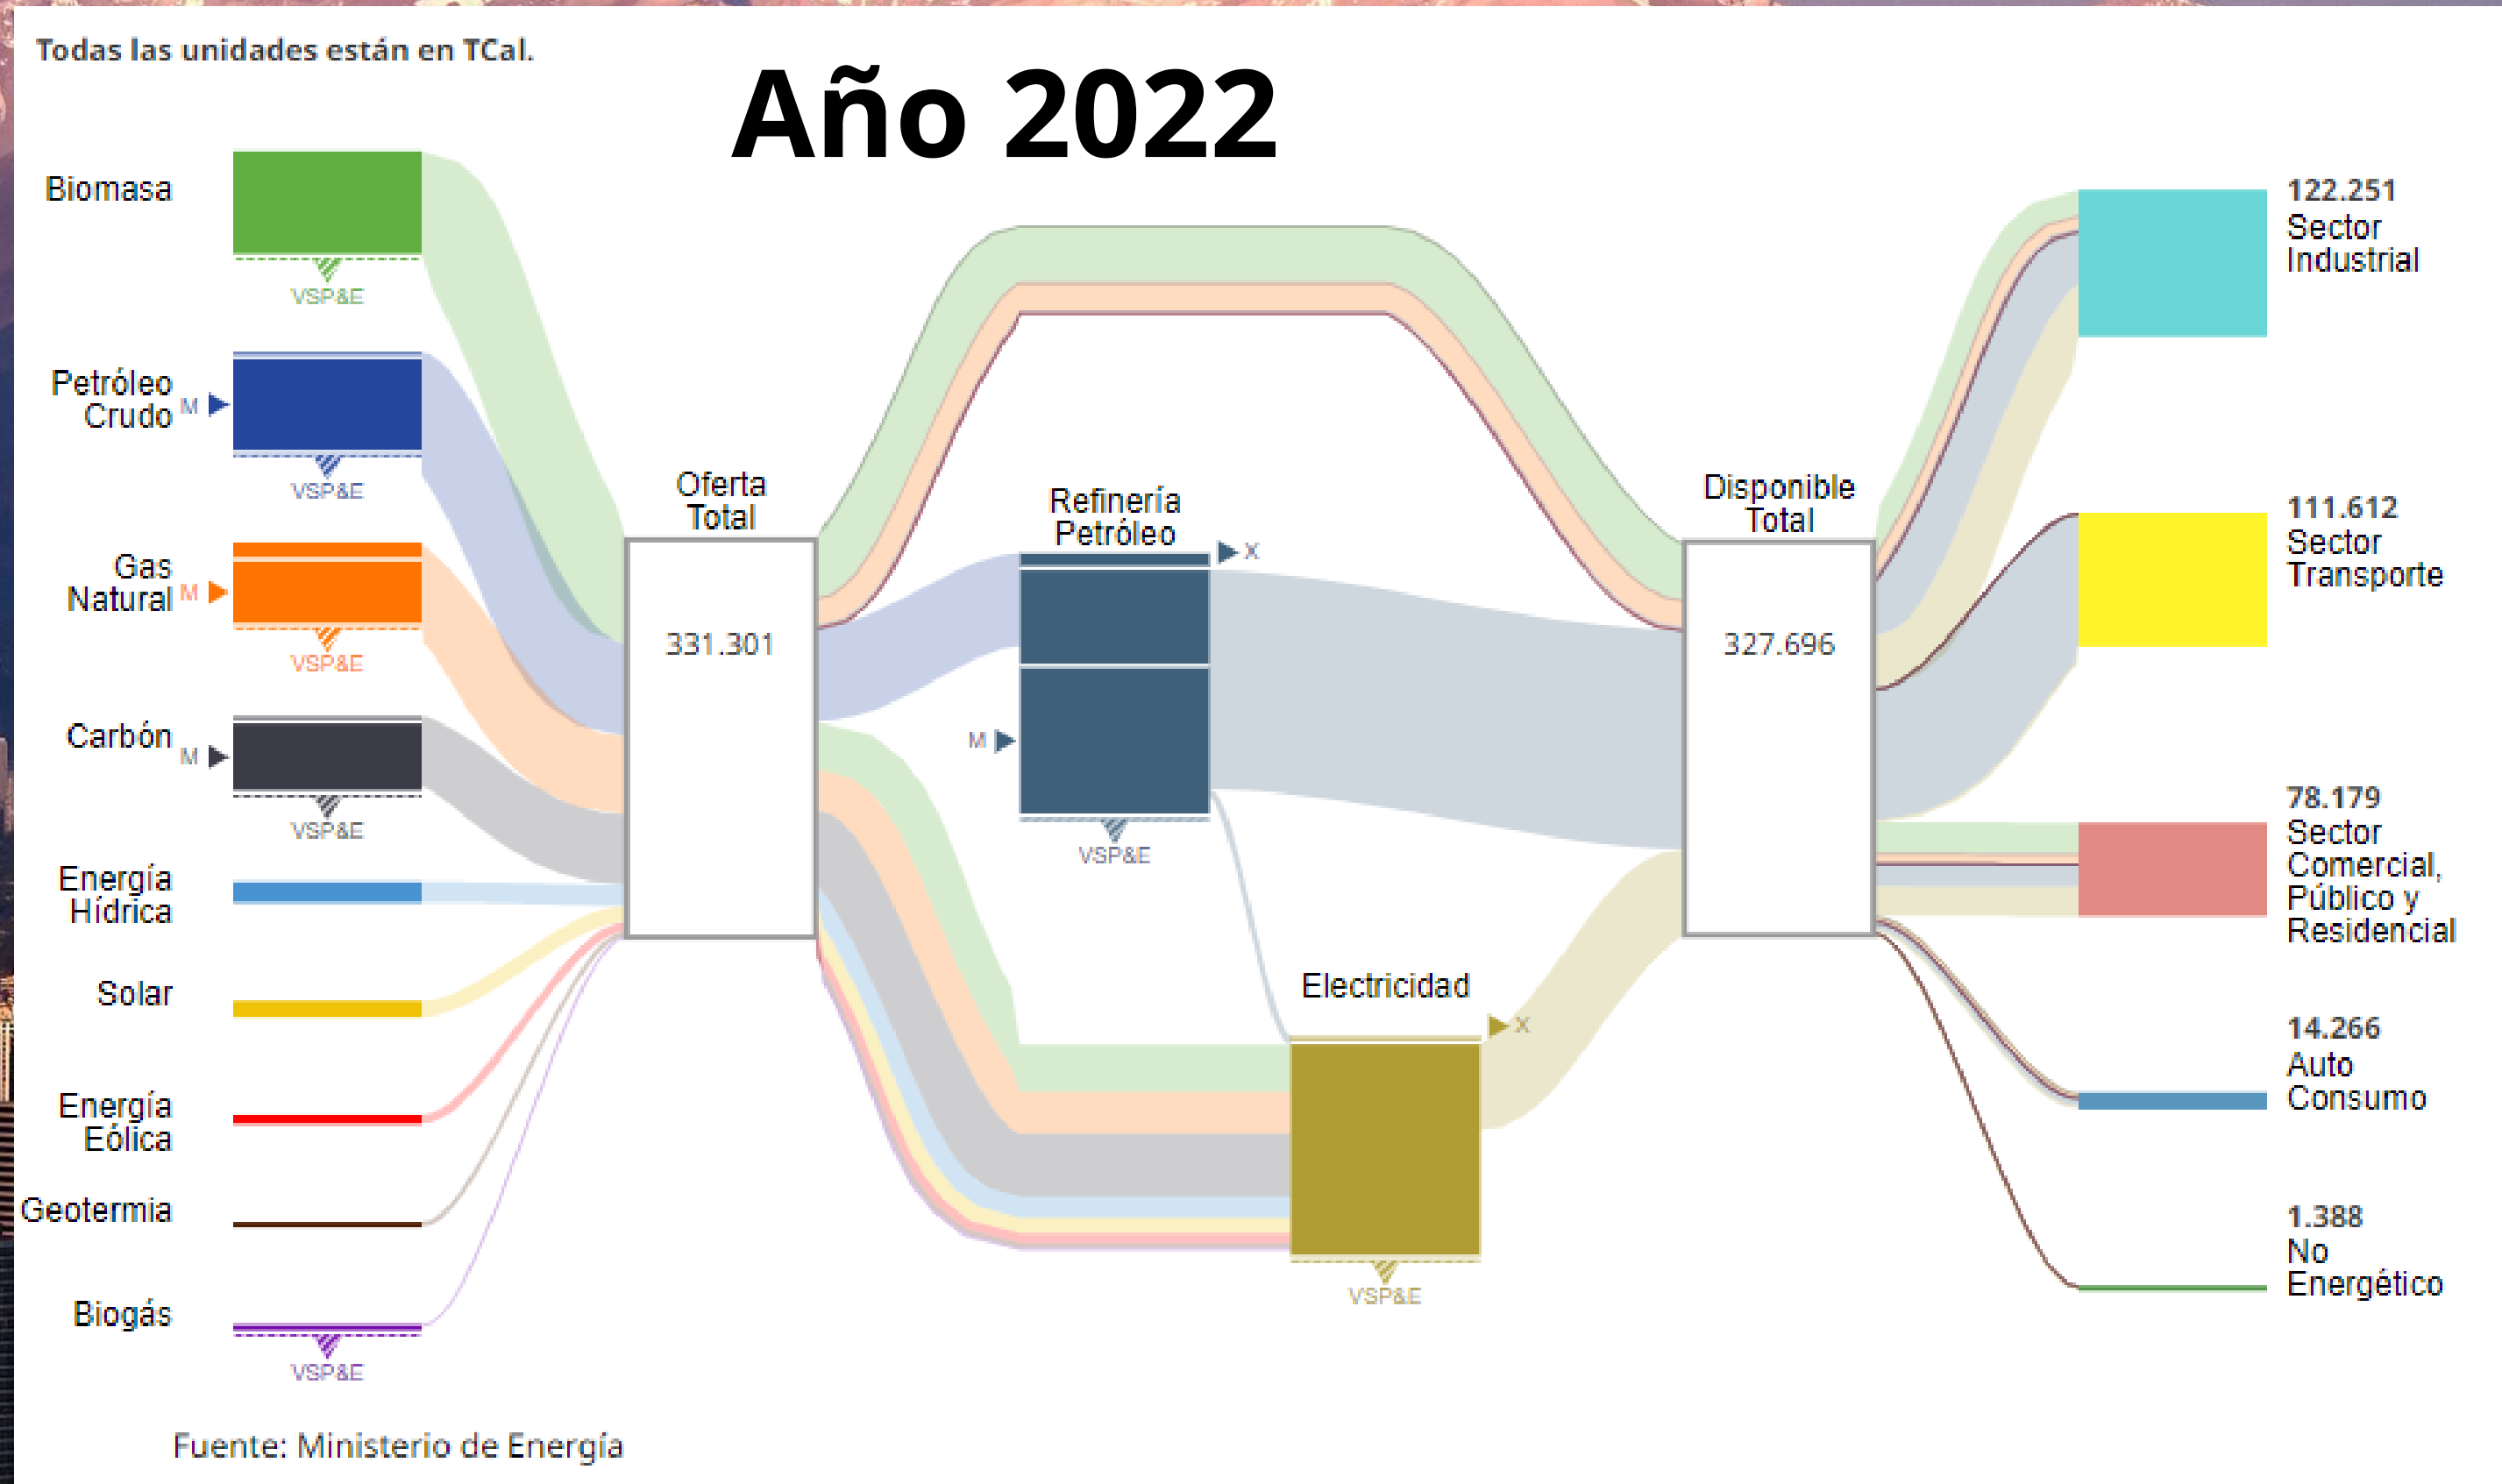 Todas las unidades están en TCal.
Año 2022
Biomasa
VSP&E
Petróleo
Crudo
M
VSP&E
Gas
Natural
M
VSP&E
Carbón
M
VSP&E
Energía
Hídrica
Solar
Energía
Eólica
Geotermia
Biogás
VSP&E
Oferta
Total
331.301
Refinería
Petróleo
X
M
VSP&E
Electricidad
X
VSP&E
Disponible
Total
327.696
122.251
Sector
Industrial
111.612
Sector
Transporte
78.179
Sector
Comercial,
Público y
Residencial
14.266
Auto
Consumo
1.388
No
Energético
Fuente: Ministerio de Energía